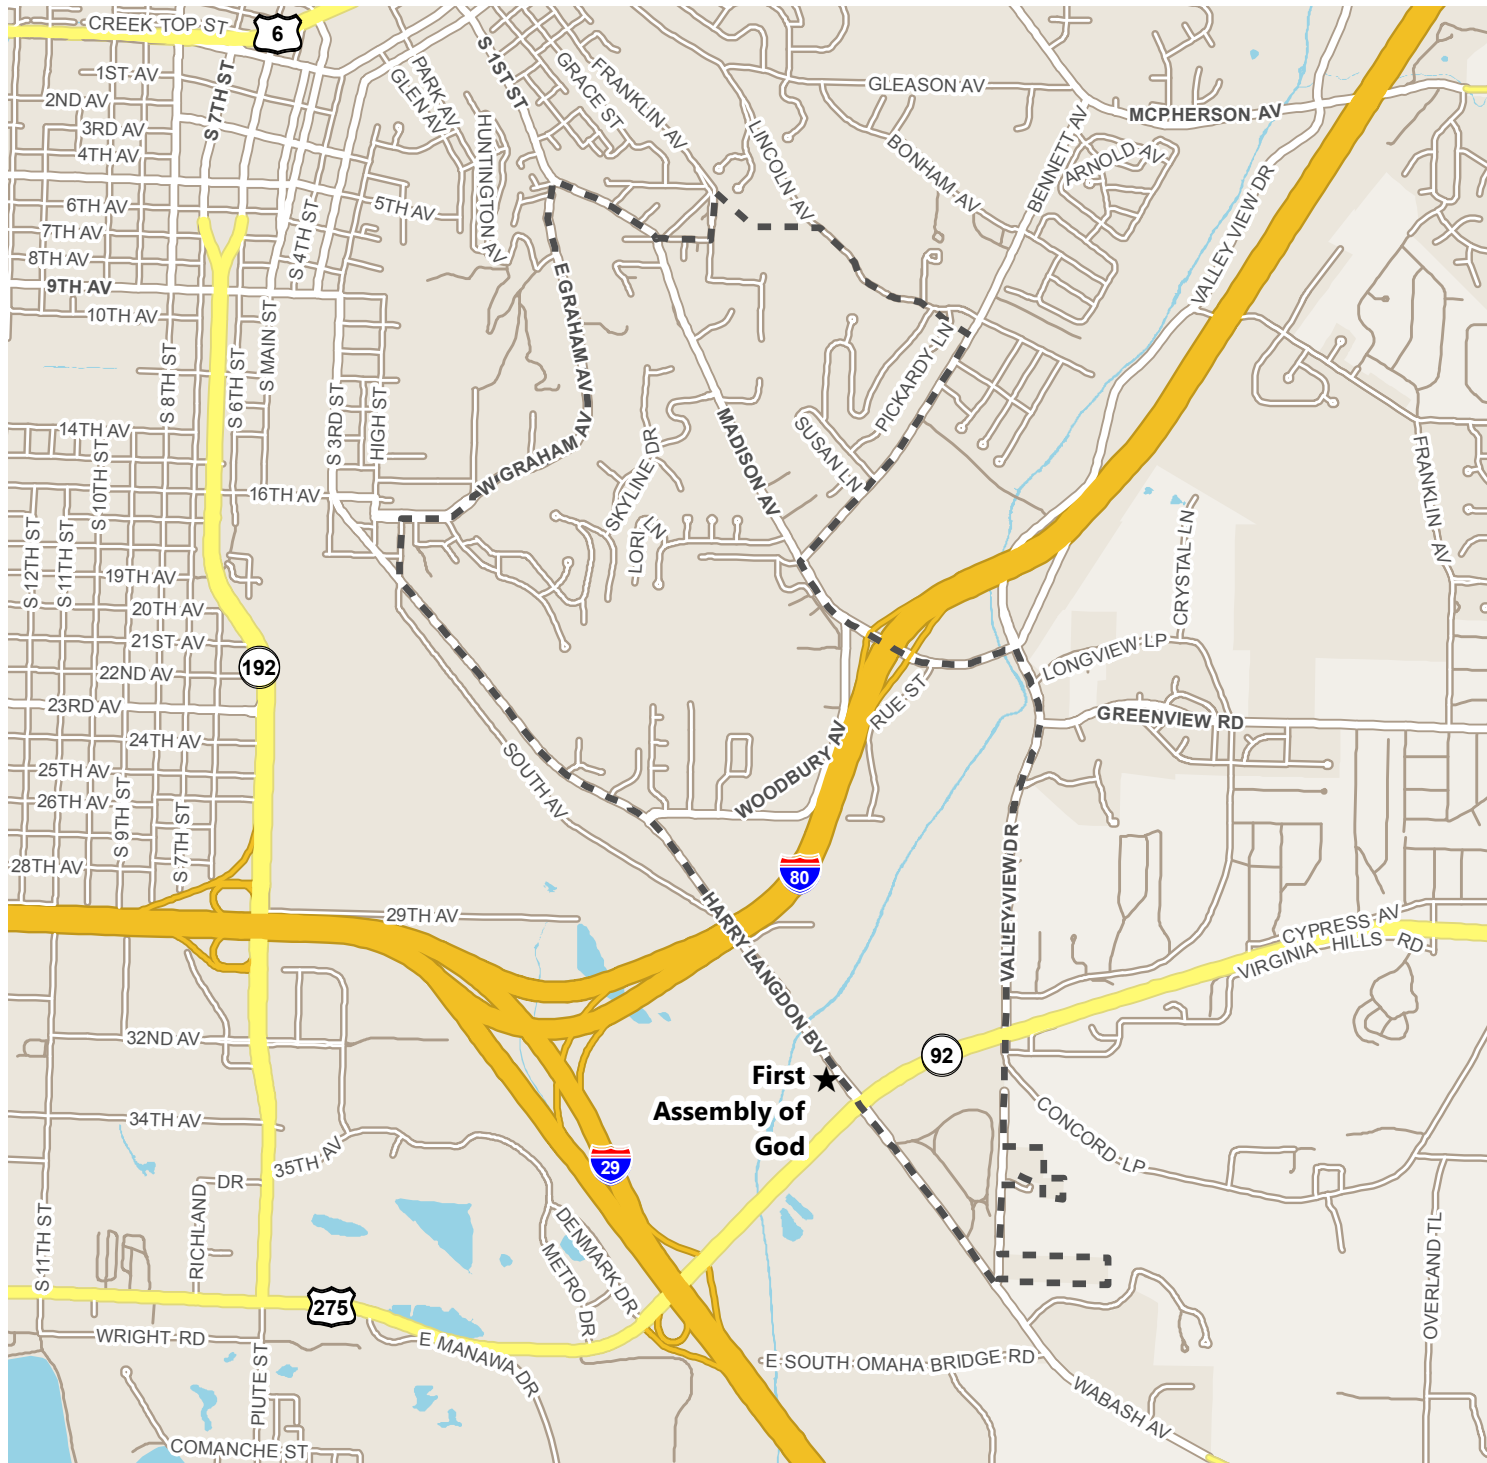 CREEK TOP ST
6
1ST AV
2ND AV
3RD AV
4TH AV
6TH AV
7TH AV
8TH AV
9TH AV
10TH AV
S 7TH ST
S 4TH ST
5TH AV
PARK AV
GLEN AV
HUNTINGTON AV
S 1ST ST
GRACE ST
FRANKLIN AV
LINCOLN AV
GLEASON AV
BONHAM AV
BENNETT AV
ARNOLD AV
MCPHERSON AV
VALLEY VIEW DR
E GRAHAM AV
W GRAHAM AV
S MAIN ST
S 6TH ST
S 8TH ST
S 3RD ST
HIGH ST
14TH AV
S 10TH ST
16TH AV
S 12TH ST
S 11TH ST
19TH AV
20TH AV
21ST AV
22ND AV
192
23RD AV
24TH AV
25TH AV
26TH AV
S 9TH ST
S 7TH ST
28TH AV
29TH AV
MADISON AV
PICKARDY LN
SUSAN LN
SKYLINE DR
LORI LN
FRANKLIN AV
CRYSTAL LN
LONGVIEW LP
GREENVIEW RD
RUE ST
WOODBURY AV
SOUTH AV
80
HARRY LANGDON BV
VALLEY VIEW DR
CYPRESS AV
VIRGINIA HILLS RD
92
First
Assembly of
God
CONCORD LP
32ND AV
34TH AV
35TH AV
29
RICHLAND DR
S 11TH ST
DENMARK DR
METRO DR
275
WRIGHT RD
PIUTE ST
E MANAWA DR
COMANCHE ST
E SOUTH OMAHA BRIDGE RD
WABASH AV
OVERLAND TL